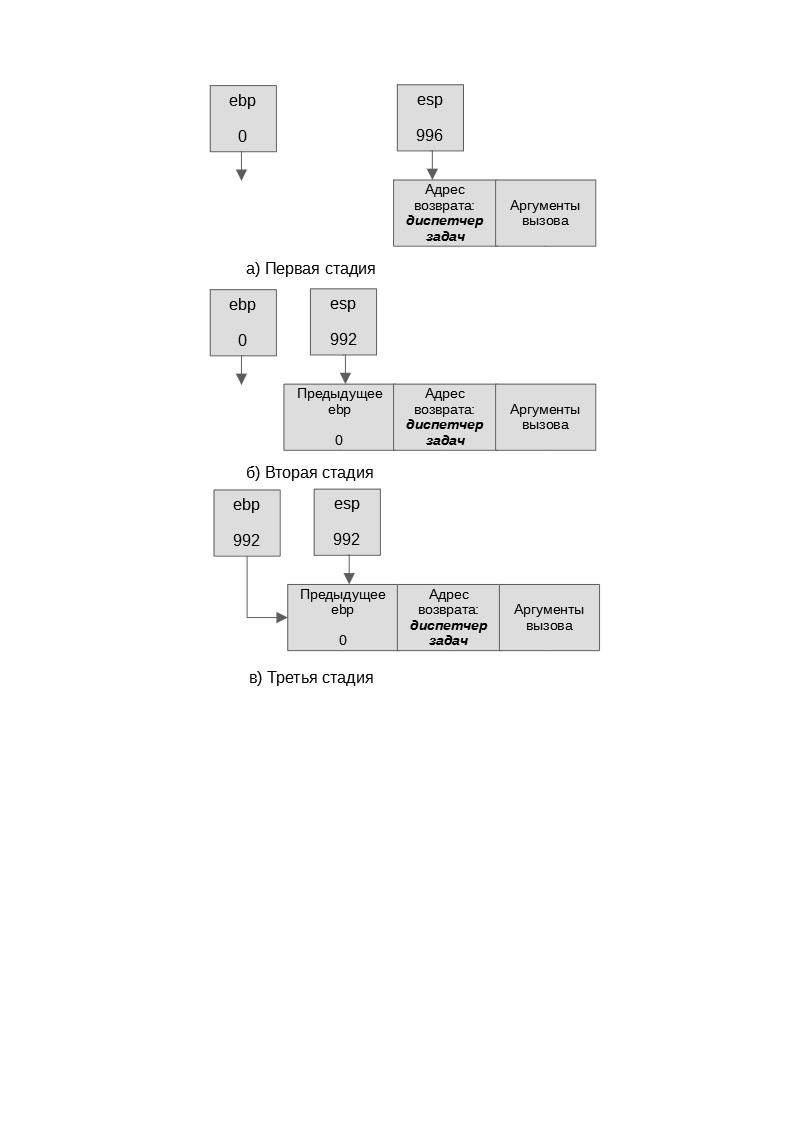 ebp
0
esp
996
Адрес
возврата:
диспетчер
задач
Аргументы
вызова
а) Первая стадия
ebp
0
esp
992
Предыдущее
ebp
0
Адрес
возврата:
диспетчер
задач
Аргументы
вызова
б) Вторая стадия
ebp
992
esp
992
Предыдущее
ebp
0
Адрес
возврата:
диспетчер
задач
Аргументы
вызова
в) Третья стадия